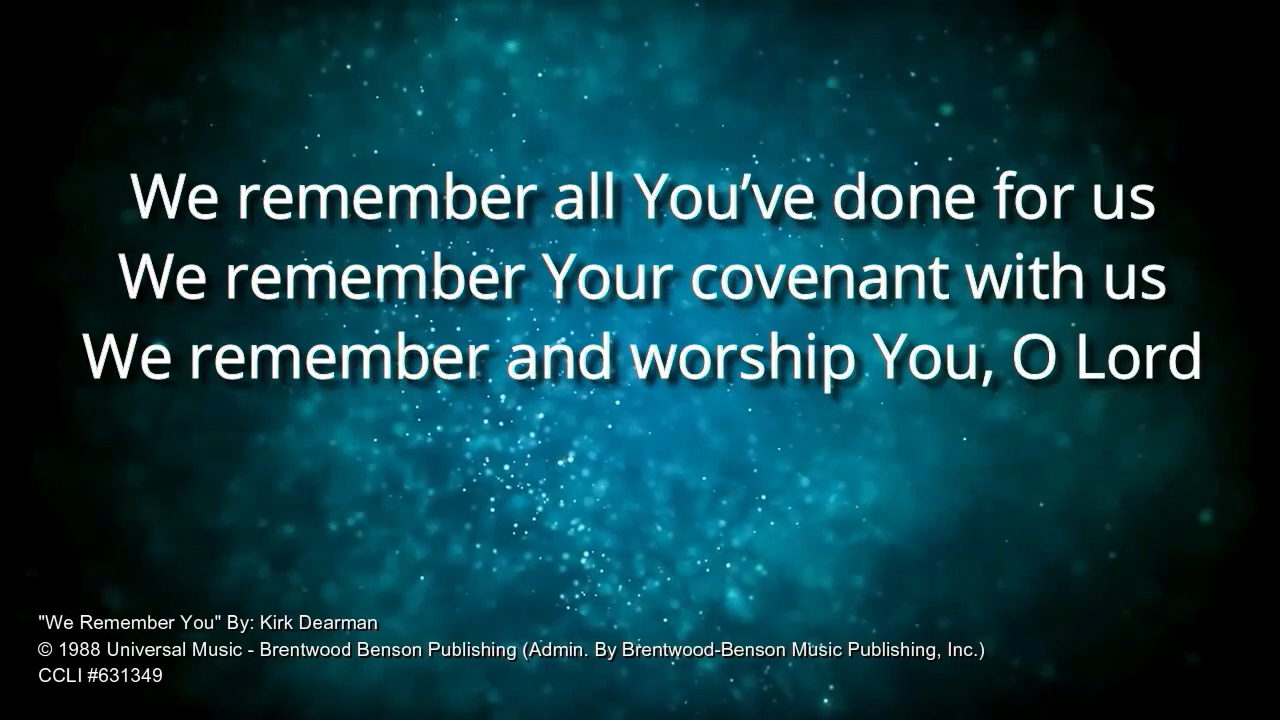 We remember all You’ve done for us
We remember Your covenant with us
We remember and worship You, O Lord
"We Remember You" By: Kirk Dearman
© 1988 Universal Music - Brentwood Benson Publishing (Admin. By Brentwood-Benson Music Publishing, Inc.)
CCLI #631349